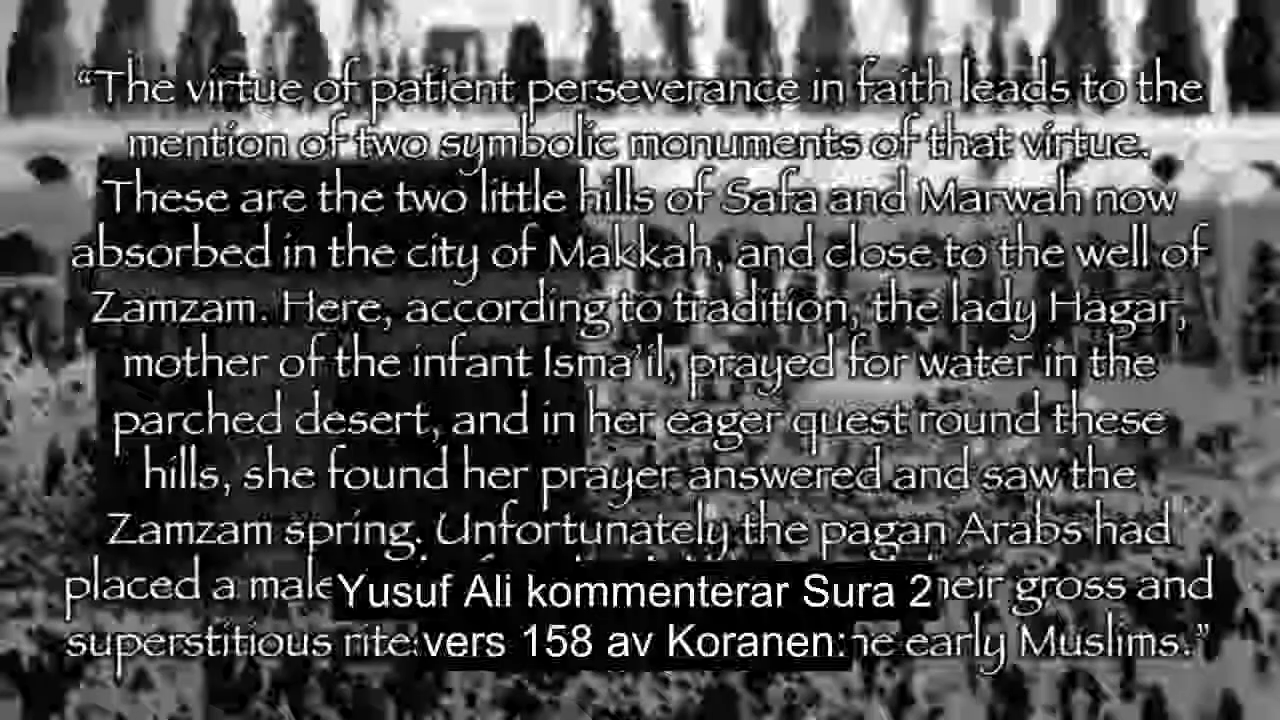 “The virtue of patient perseverance in faith leads to the
mention of two symbolic monuments of that virtue.
These are the two little hills of Safa and Marwah now
absorbed in the city of Makkah, and close to the well of
Zamzam. Here, according to tradition, the lady Hagar,
mother of the infant Isma’il, prayed for water in the
parched desert, and in her eager quest round these
hills, she found her prayer answered and saw the
Zamzam spring. Unfortunately the pagan Arabs had
placed a male gross and
superstitious early Muslims.”
Yusuf Ali kommenterar Sura 2
vers 158 av Koranen: